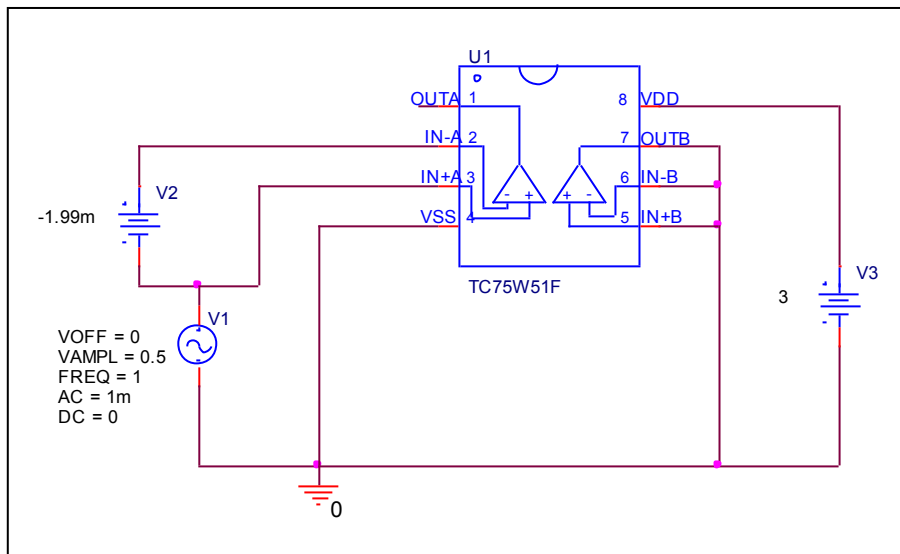 U1
OUTA 1
8 VDD
IN-A 2
7 OUTB
IN+A 3
6 IN-B
VSS 4
5 IN+B
- +
+ -
TC75W51F
V2
-1.99m
V1
VOFF = 0
VAMPL = 0.5
FREQ = 1
AC = 1m
DC = 0
V3
3
0